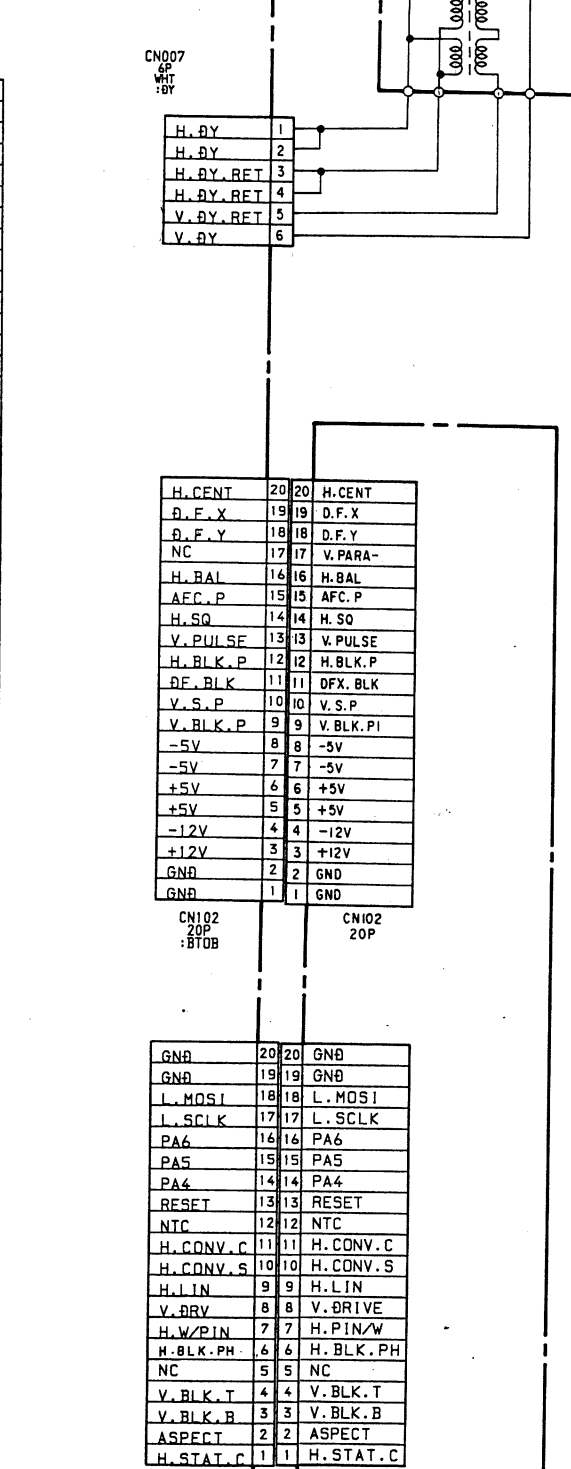 CN007
6P
WHT
:DY
H.DY 1
H.DY 2
H.DY.RET 3
H.DY.RET 4
V.DY.RET 5
V.DY 6
H.CENT 20 20 H.CENT
D.F.X 19 19 D.F.X
D.F.Y 18 18 D.F.Y
NC 17 17 V.PARA-
H.BAL 16 16 H.BAL
AFC.P 15 15 AFC.P
H.SQ 14 14 H.SQ
V.PULSE 13 13 V.PULSE
H.BLK.P 12 12 H.BLK.P
DF.BLK 11 11 DFX.BLK
V.S.P 10 10 V.S.P
V.BLK.P 9 9 V.BLK.PI
-5V 8 8 -5V
-5V 7 7 -5V
+5V 6 6 +5V
+5V 5 5 +5V
-12V 4 4 -12V
+12V 3 3 +12V
GND 2 2 GND
GND 1 1 GND
CN102 CN102
20P 20P
:BTOB
GND 20 20 GND
GND 19 19 GND
L.MOSI 18 18 L.MOSI
L.SCLK 17 17 L.SCLK
PA6 16 16 PA6
PA5 15 15 PA5
PA4 14 14 PA4
RESET 13 13 RESET
NTC 12 12 NTC
H.CONV.C 11 11 H.CONV.C
H.CONV.S 10 10 H.CONV.S
H.LIN 9 9 H.LIN
V.DRV 8 8 V.DRIVE
H.W/PIN 7 7 H.PIN/W
H.BLK.PH 6 6 H.BLK.PH
NC 5 5 NC
V.BLK.T 4 4 V.BLK.T
V.BLK.B 3 3 V.BLK.B
ASPECT 2 2 ASPECT
H.STAT.C 1 1 H.STAT.C